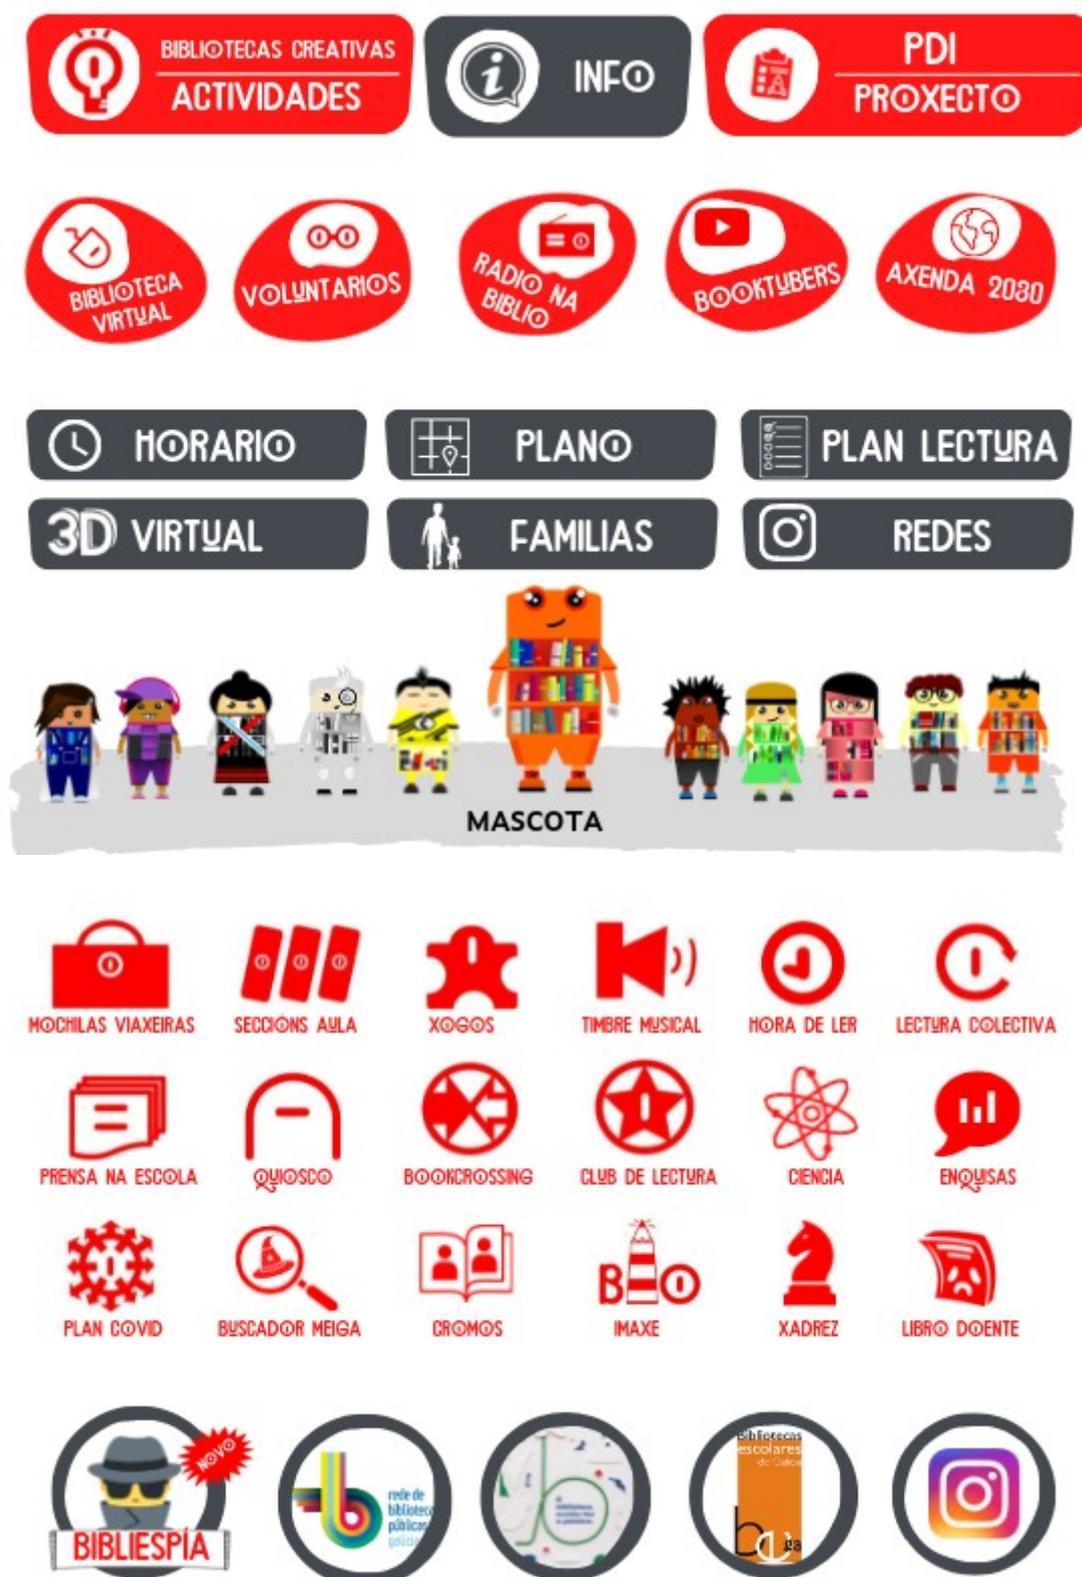 BIBLIOTECAS CREATIVAS
ACTIVIDADES
INFO
PDI
PROXECTO
BIBLIOTECA
VIRTUAL
VOLUNTARIOS
RADIO NA
BIBLIO
BOOKTUBERS
AXENDA 2030
HORARIO
PLANO
PLAN LECTURA
3D VIRTUAL
FAMILIAS
REDES
MASCOTA
MOCHILAS VIAXEIRAS
SECCIÓNS AULA
XOGOS
TIMBRE MUSICAL
HORA DE LER
LECTURA COLECTIVA
PRENSA NA ESCOLA
QUIOSCO
BOOKCROSSING
CLUB DE LECTURA
CIENCIA
ENQUISAS
PLAN COVID
BUSCADOR MEIGA
CROMOS
BIO
IMAXE
XADREZ
LIBRO DOENTE
NOVO
BIBLIESPÍA
rede de
bibliotecas
públicas
b
Bibliotecas
escolares
de Galicia
be
ga